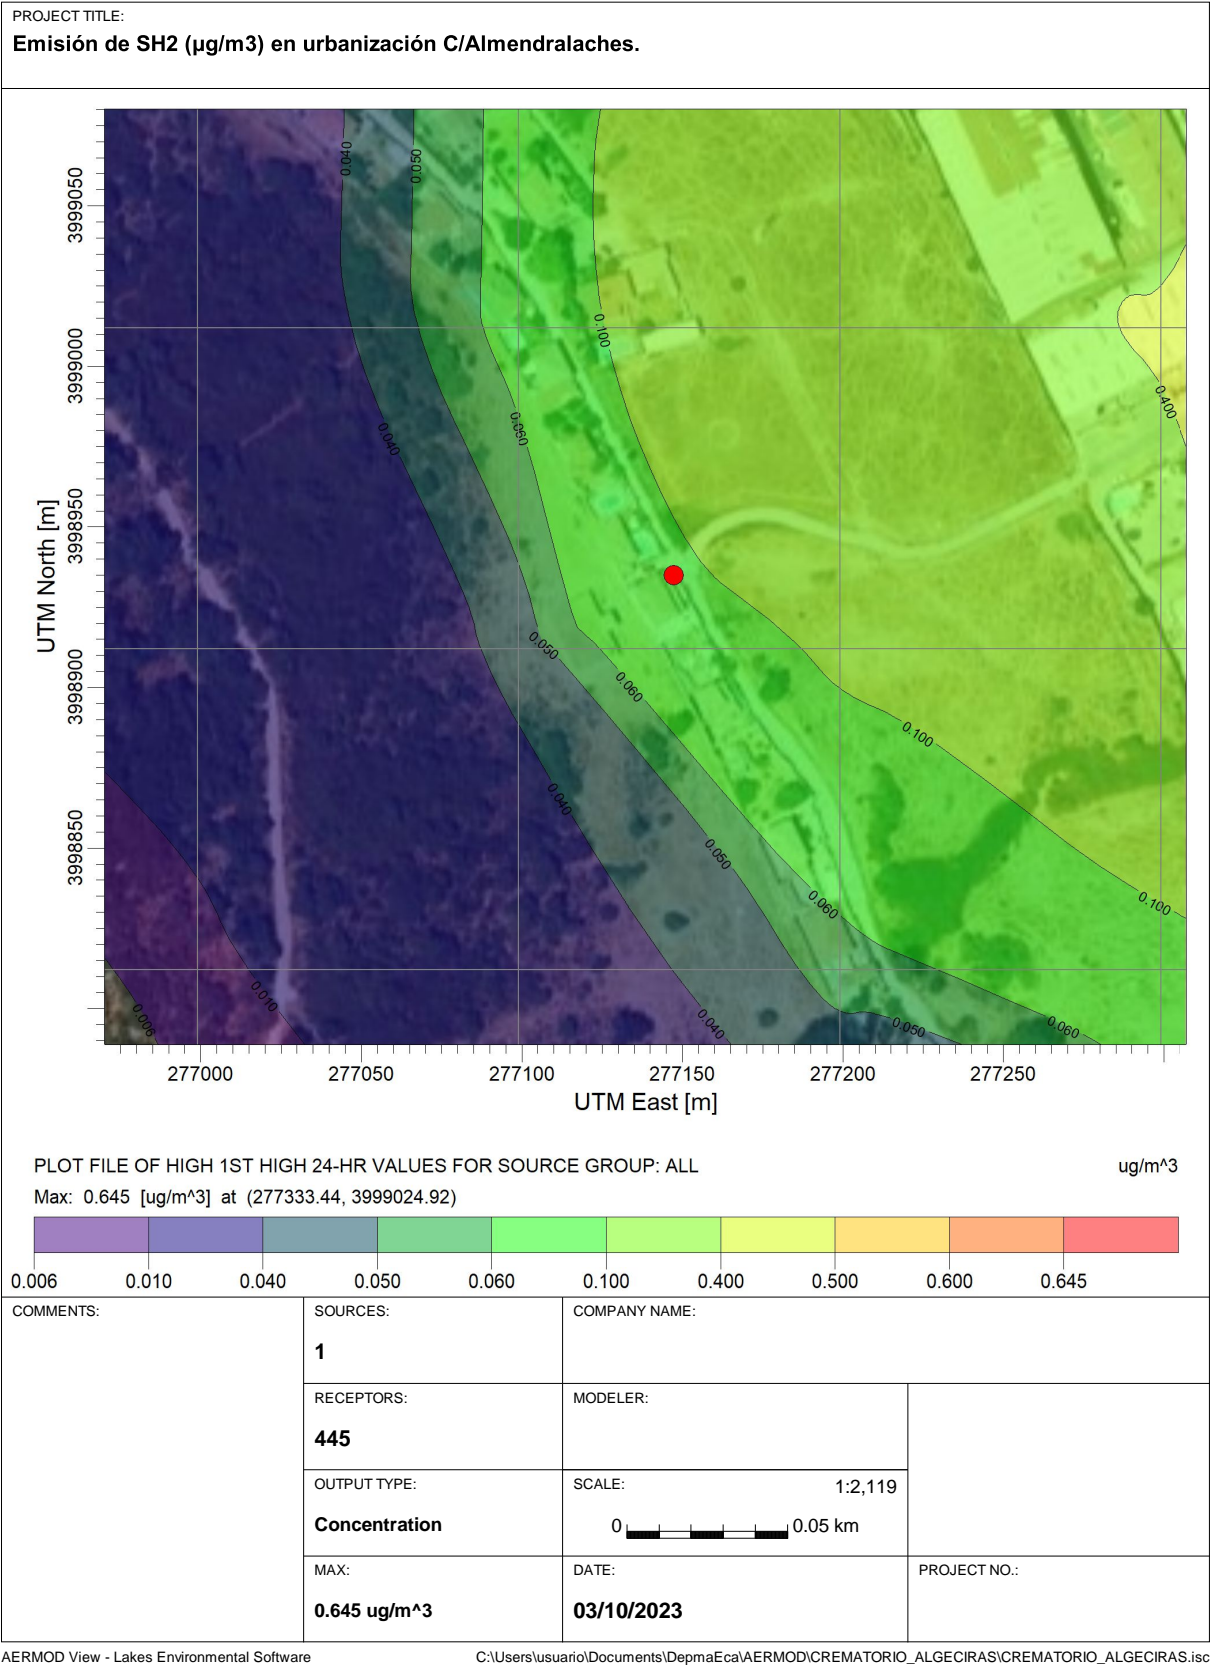 PROJECT TITLE:
Emisión de SH2 (µg/m3) en urbanización C/Almendralaches.
0.040
0.050
0.100
0.400
0.040
0.060
0.050
0.060
0.100
0.040
0.050
0.060
0.100
0.010
0.006
0.040
0.050
0.060
UTM North [m]
3999050
3999000
3998950
3998900
3998850
277000 277050 277100 277150 277200 277250
UTM East [m]
PLOT FILE OF HIGH 1ST HIGH 24-HR VALUES FOR SOURCE GROUP: ALL ug/m^3
Max: 0.645 [ug/m^3] at (277333.44, 3999024.92)
0.006 0.010 0.040 0.050 0.060 0.100 0.400 0.500 0.600 0.645
COMMENTS:
SOURCES:
1
COMPANY NAME:
RECEPTORS:
445
MODELER:
OUTPUT TYPE:
Concentration
SCALE: 1:2,119
0 0.05 km
MAX:
0.645 ug/m^3
DATE:
03/10/2023
PROJECT NO.:
AERMOD View - Lakes Environmental Software C:\Users\usuario\Documents\DepmaEca\AERMOD\CREMATORIO_ALGECIRAS\CREMATORIO_ALGECIRAS.isc